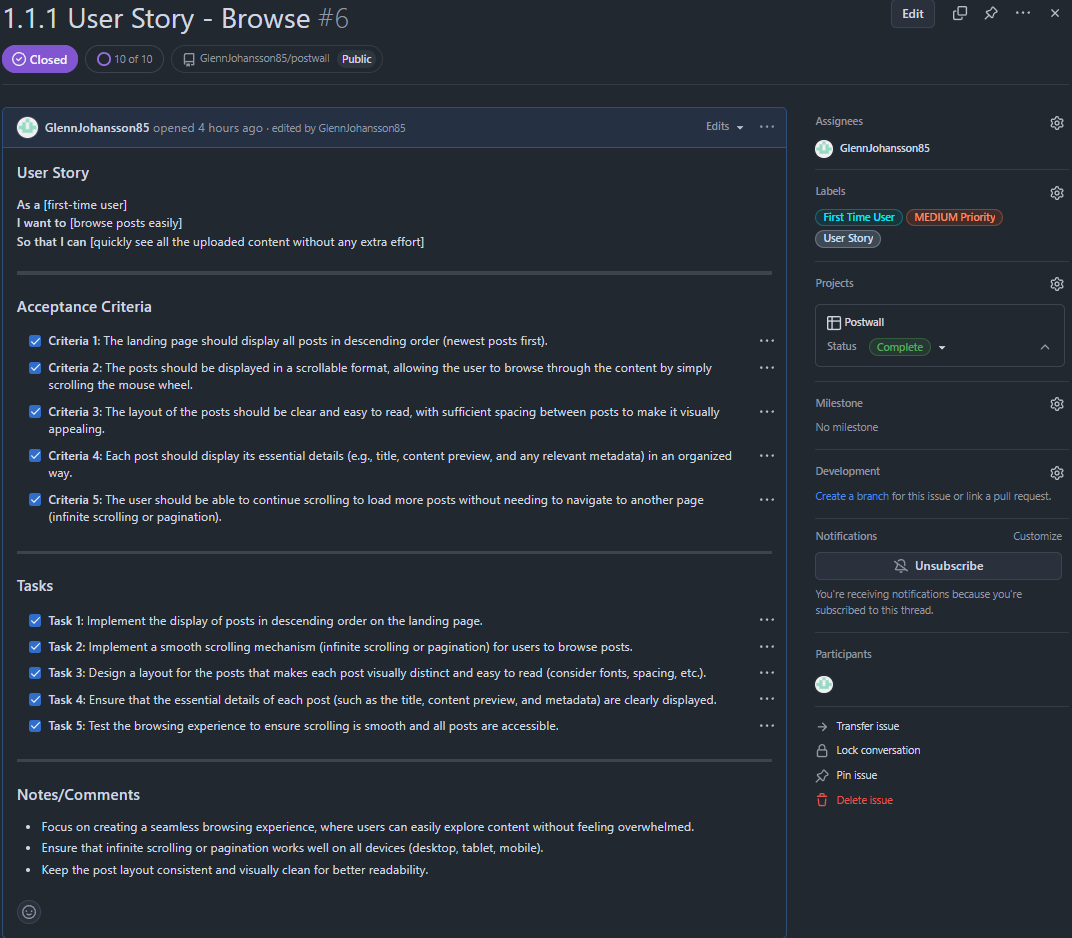 1.1.1 User Story - Browse #6
Edit
Closed
10 of 10
GlennJohansson85/postwall
Public
GlennJohansson85 opened 4 hours ago · edited by GlennJohansson85
Edits
User Story
As a [first-time user]
I want to [browse posts easily]
So that I can [quickly see all the uploaded content without any extra effort]
Acceptance Criteria
Criteria 1: The landing page should display all posts in descending order (newest posts first).
Criteria 2: The posts should be displayed in a scrollable format, allowing the user to browse through the content by simply
scrolling the mouse wheel.
Criteria 3: The layout of the posts should be clear and easy to read, with sufficient spacing between posts to make it visually
appealing.
Criteria 4: Each post should display its essential details (e.g., title, content preview, and any relevant metadata) in an organized
way.
Criteria 5: The user should be able to continue scrolling to load more posts without needing to navigate to another page
(infinite scrolling or pagination).
Tasks
Task 1: Implement the display of posts in descending order on the landing page.
Task 2: Implement a smooth scrolling mechanism (infinite scrolling or pagination) for users to browse posts.
Task 3: Design a layout for the posts that makes each post visually distinct and easy to read (consider fonts, spacing, etc.).
Task 4: Ensure that the essential details of each post (such as the title, content preview, and metadata) are clearly displayed.
Task 5: Test the browsing experience to ensure scrolling is smooth and all posts are accessible.
Notes/Comments
• Focus on creating a seamless browsing experience, where users can easily explore content without feeling overwhelmed.
• Ensure that infinite scrolling or pagination works well on all devices (desktop, tablet, mobile).
• Keep the post layout consistent and visually clean for better readability.
Assignees
GlennJohansson85
Labels
First Time User
MEDIUM Priority
User Story
Projects
Postwall
Status
Complete
Milestone
No milestone
Development
Create a branch for this issue or link a pull request.
Notifications
Customize
Unsubscribe
You're receiving notifications because you're
subscribed to this thread.
Participants
Transfer issue
Lock conversation
Pin issue
Delete issue